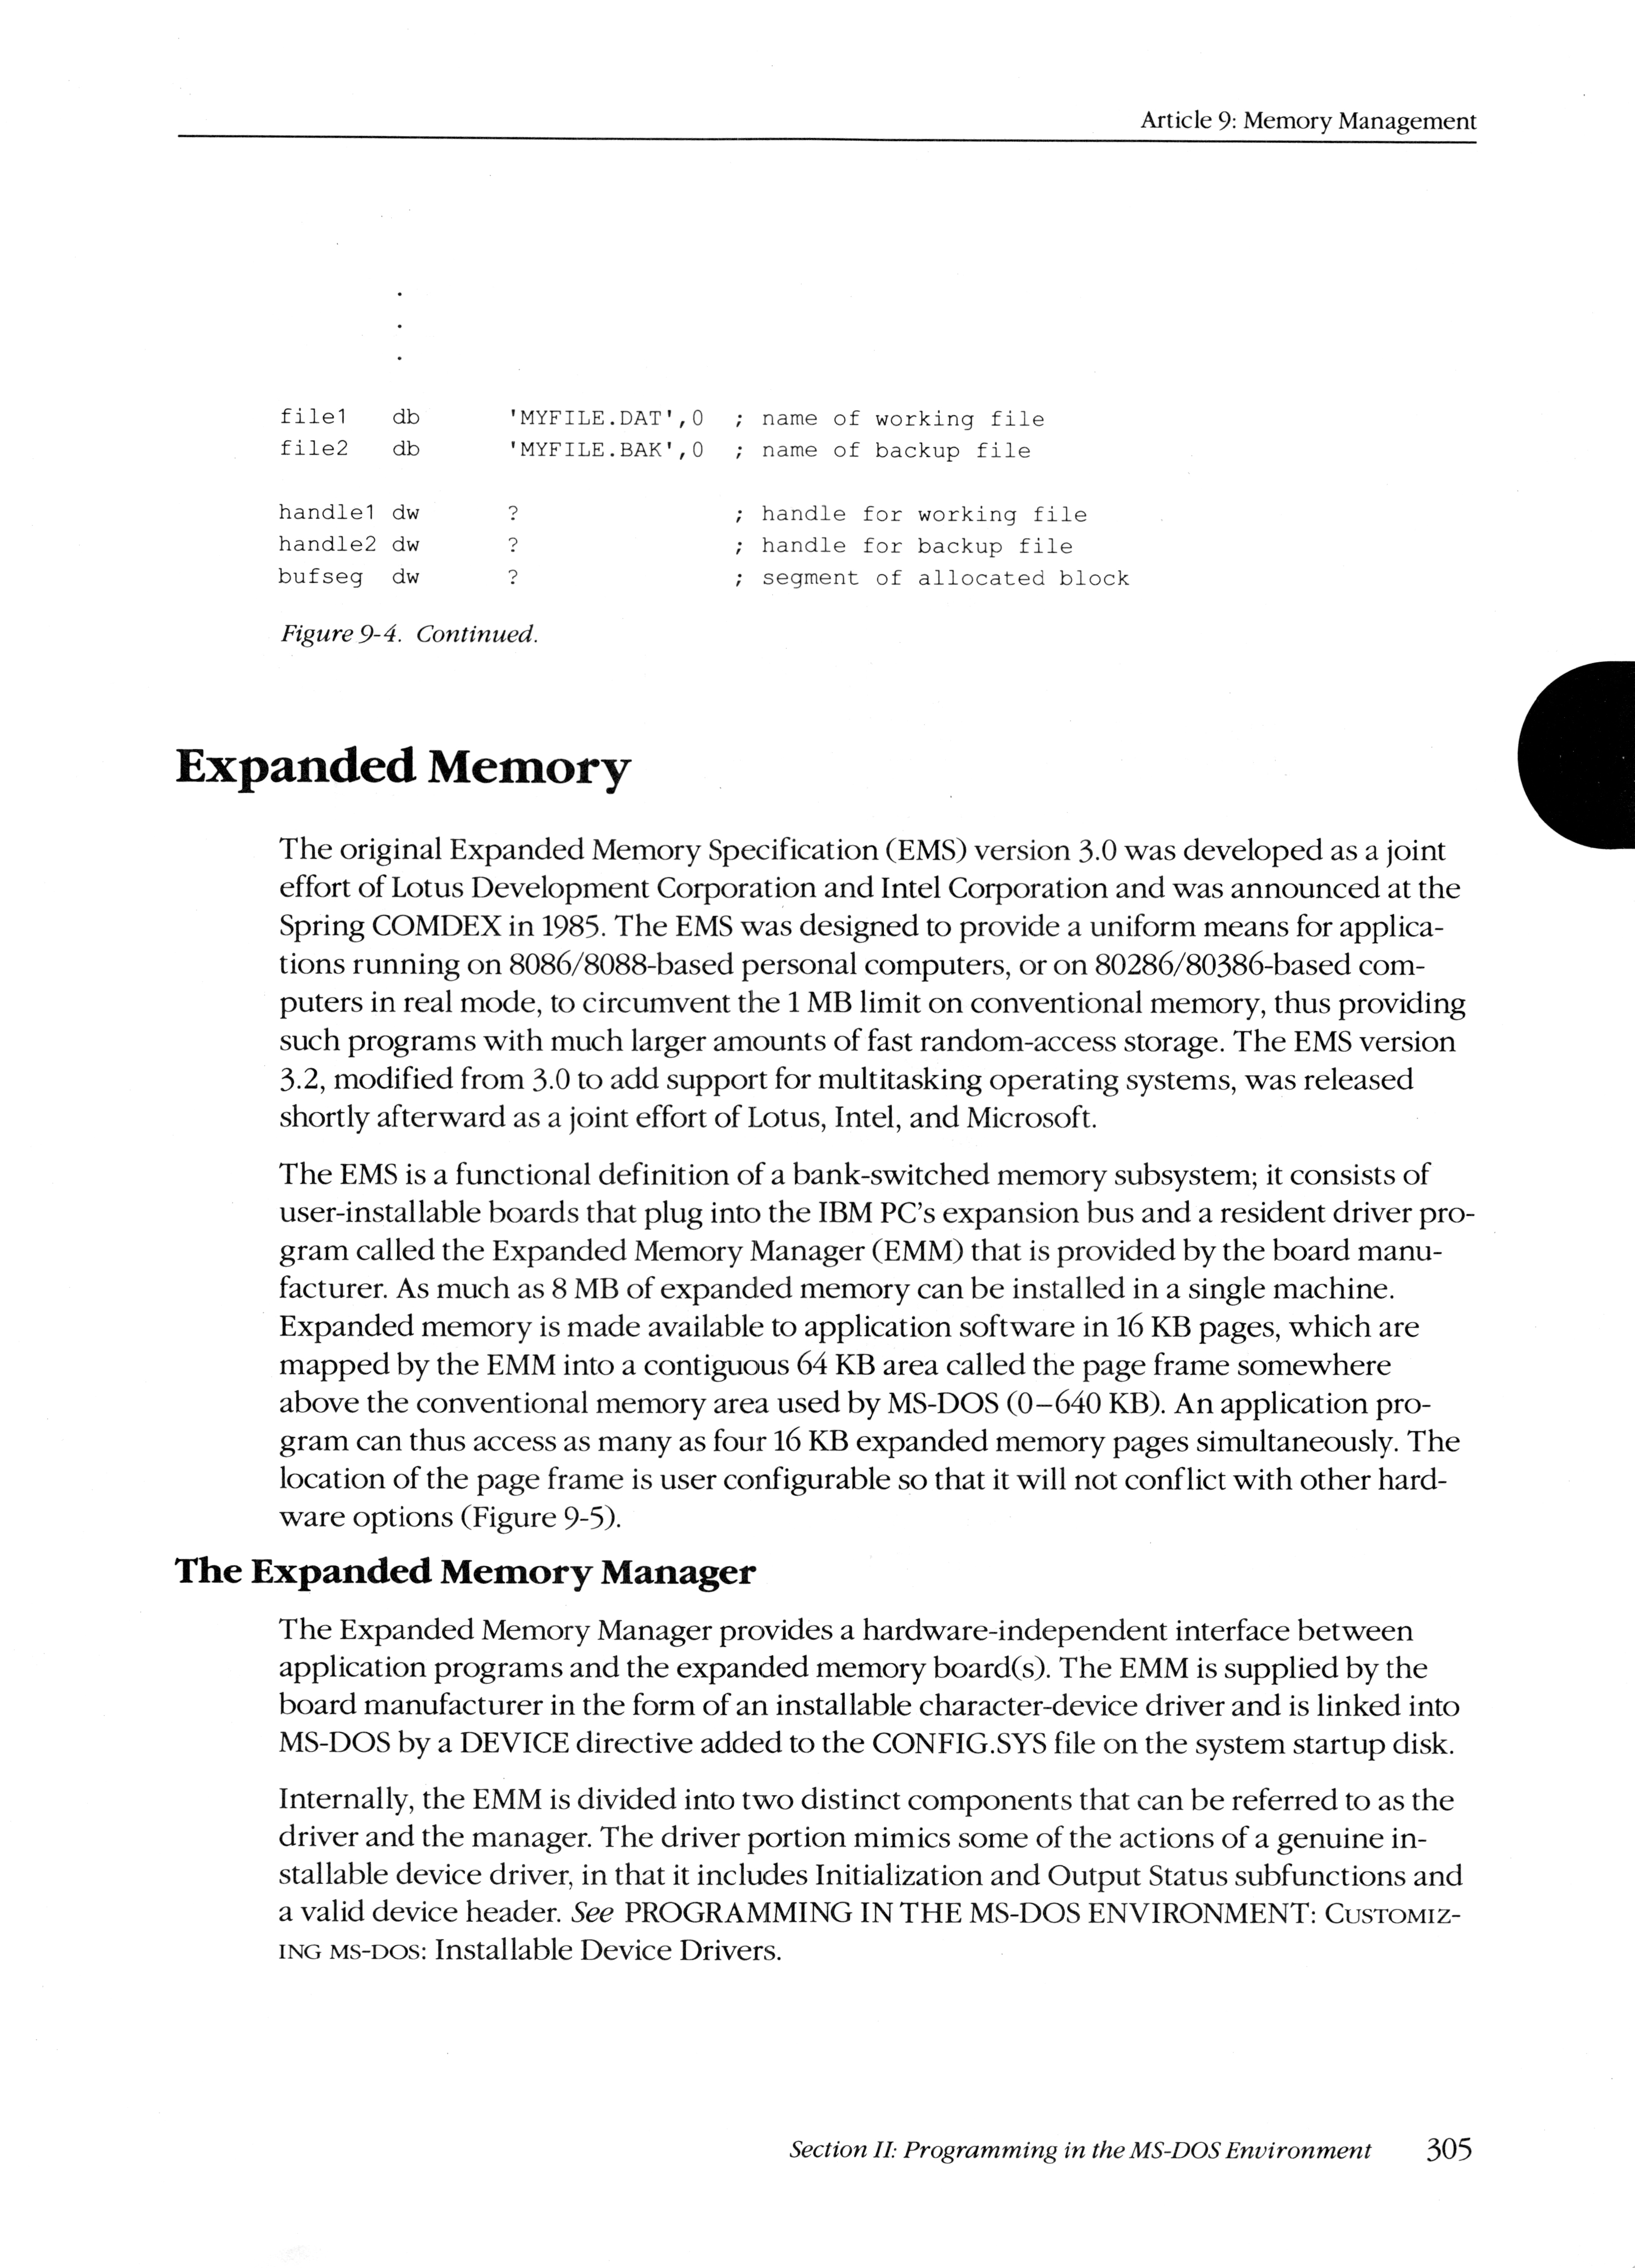 Article 9: Memory Management
.
.
.
file1 db 'MYFILE.DAT',0 ; name of working file
file2 db 'MYFILE.BAK',0 ; name of backup file
handle1 dw ? ; handle for working file
handle2 dw ? ; handle for backup file
bufseg dw ? ; segment of allocated block
Figure 9-4. Continued.
Expanded Memory
The original Expanded Memory Specification (EMS) version 3.0 was developed as a joint
effort of Lotus Development Corporation and Intel Corporation and was announced at the
Spring COMDEX in 1985. The EMS was designed to provide a uniform means for applica-
tions running on 8086/8088-based personal computers, or on 80286/80386-based com-
puters in real mode, to circumvent the 1 MB limit on conventional memory, thus providing
such programs with much larger amounts of fast random-access storage. The EMS version
3.2, modified from 3.0 to add support for multitasking operating systems, was released
shortly afterward as a joint effort of Lotus, Intel, and Microsoft.
The EMS is a functional definition of a bank-switched memory subsystem; it consists of
user-installable boards that plug into the IBM PC's expansion bus and a resident driver pro-
gram called the Expanded Memory Manager (EMM) that is provided by the board manu-
facturer. As much as 8 MB of expanded memory can be installed in a single machine.
Expanded memory is made available to application software in 16 KB pages, which are
mapped by the EMM into a contiguous 64 KB area called the page frame somewhere
above the conventional memory area used by MS-DOS (0–640 KB). An application pro-
gram can thus access as many as four 16 KB expanded memory pages simultaneously. The
location of the page frame is user configurable so that it will not conflict with other hard-
ware options (Figure 9-5).
The Expanded Memory Manager
The Expanded Memory Manager provides a hardware-independent interface between
application programs and the expanded memory board(s). The EMM is supplied by the
board manufacturer in the form of an installable character-device driver and is linked into
MS-DOS by a DEVICE directive added to the CONFIG.SYS file on the system startup disk.
Internally, the EMM is divided into two distinct components that can be referred to as the
driver and the manager. The driver portion mimics some of the actions of a genuine in-
stallable device driver, in that it includes Initialization and Output Status subfunctions and
a valid device header. See PROGRAMMING IN THE MS-DOS ENVIRONMENT: CUSTOMIZ-
ING MS-DOS: Installable Device Drivers.
Section II: Programming in the MS-DOS Environment 305